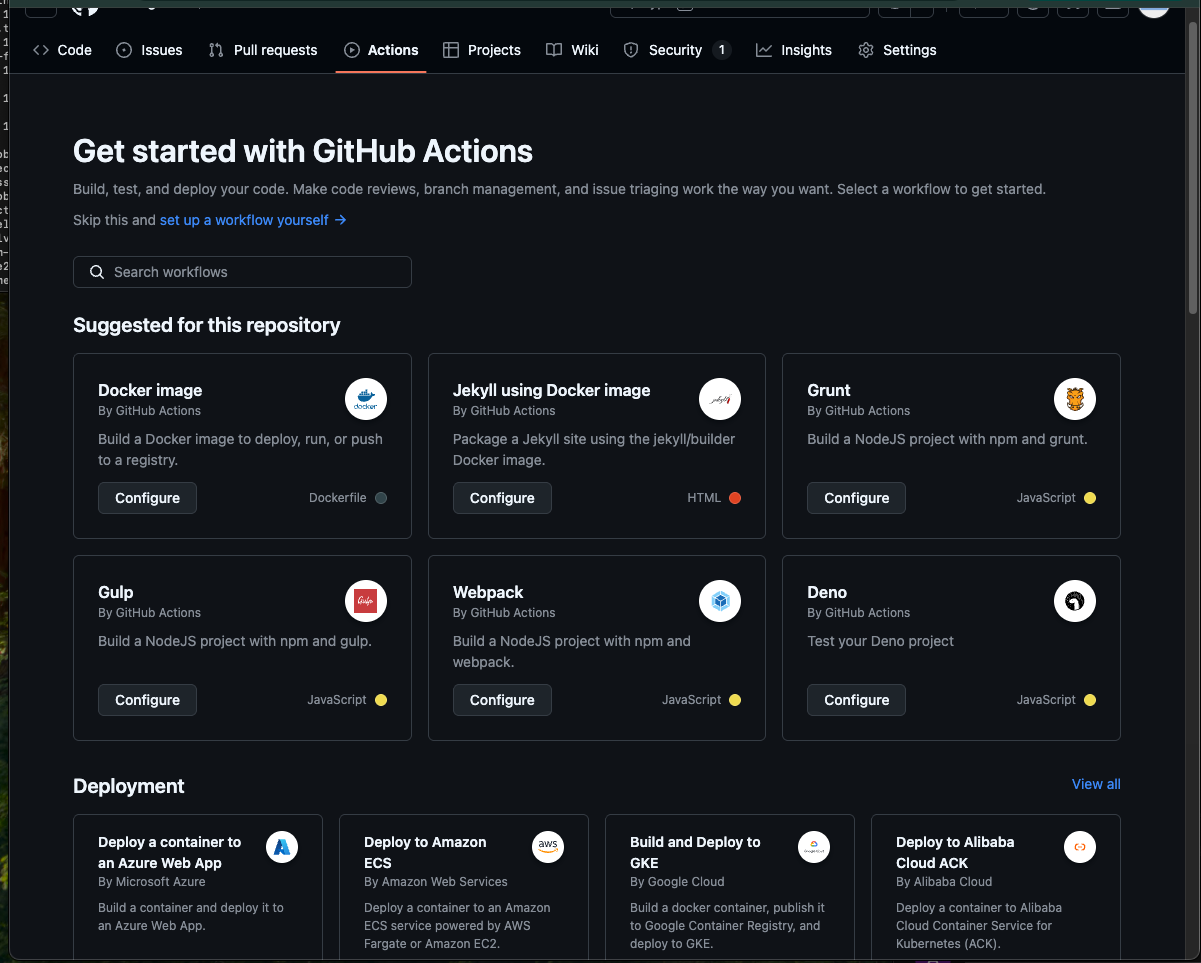 Code Issues Pull requests Actions Projects Wiki Security 1 Insights Settings
Get started with GitHub Actions
Build, test, and deploy your code. Make code reviews, branch management, and issue triaging work the way you want. Select a workflow to get started.
Skip this and set up a workflow yourself →
Search workflows
Suggested for this repository
Docker image
By GitHub Actions
docker
Build a Docker image to deploy, run, or push
to a registry.
Configure
Dockerfile
Jekyll using Docker image
By GitHub Actions
jekyll
Package a Jekyll site using the jekyll/builder
Docker image.
Configure
HTML
Grunt
By GitHub Actions
Build a NodeJS project with npm and grunt.
Configure
JavaScript
Gulp
By GitHub Actions
Gulp
Build a NodeJS project with npm and gulp.
Configure
JavaScript
Webpack
By GitHub Actions
Build a NodeJS project with npm and
webpack.
Configure
JavaScript
Deno
By GitHub Actions
Test your Deno project
Configure
JavaScript
Deployment
View all
Deploy a container to
an Azure Web App
By Microsoft Azure
Build a container and deploy it to
an Azure Web App.
Deploy to Amazon
ECS
aws
By Amazon Web Services
Deploy a container to an Amazon
ECS service powered by AWS
Fargate or Amazon EC2.
Build and Deploy to
GKE
By Google Cloud
Build a docker container, publish it
to Google Container Registry, and
deploy to GKE.
Deploy to Alibaba
Cloud ACK
By Alibaba Cloud
Deploy a container to Alibaba
Cloud Container Service for
Kubernetes (ACK).